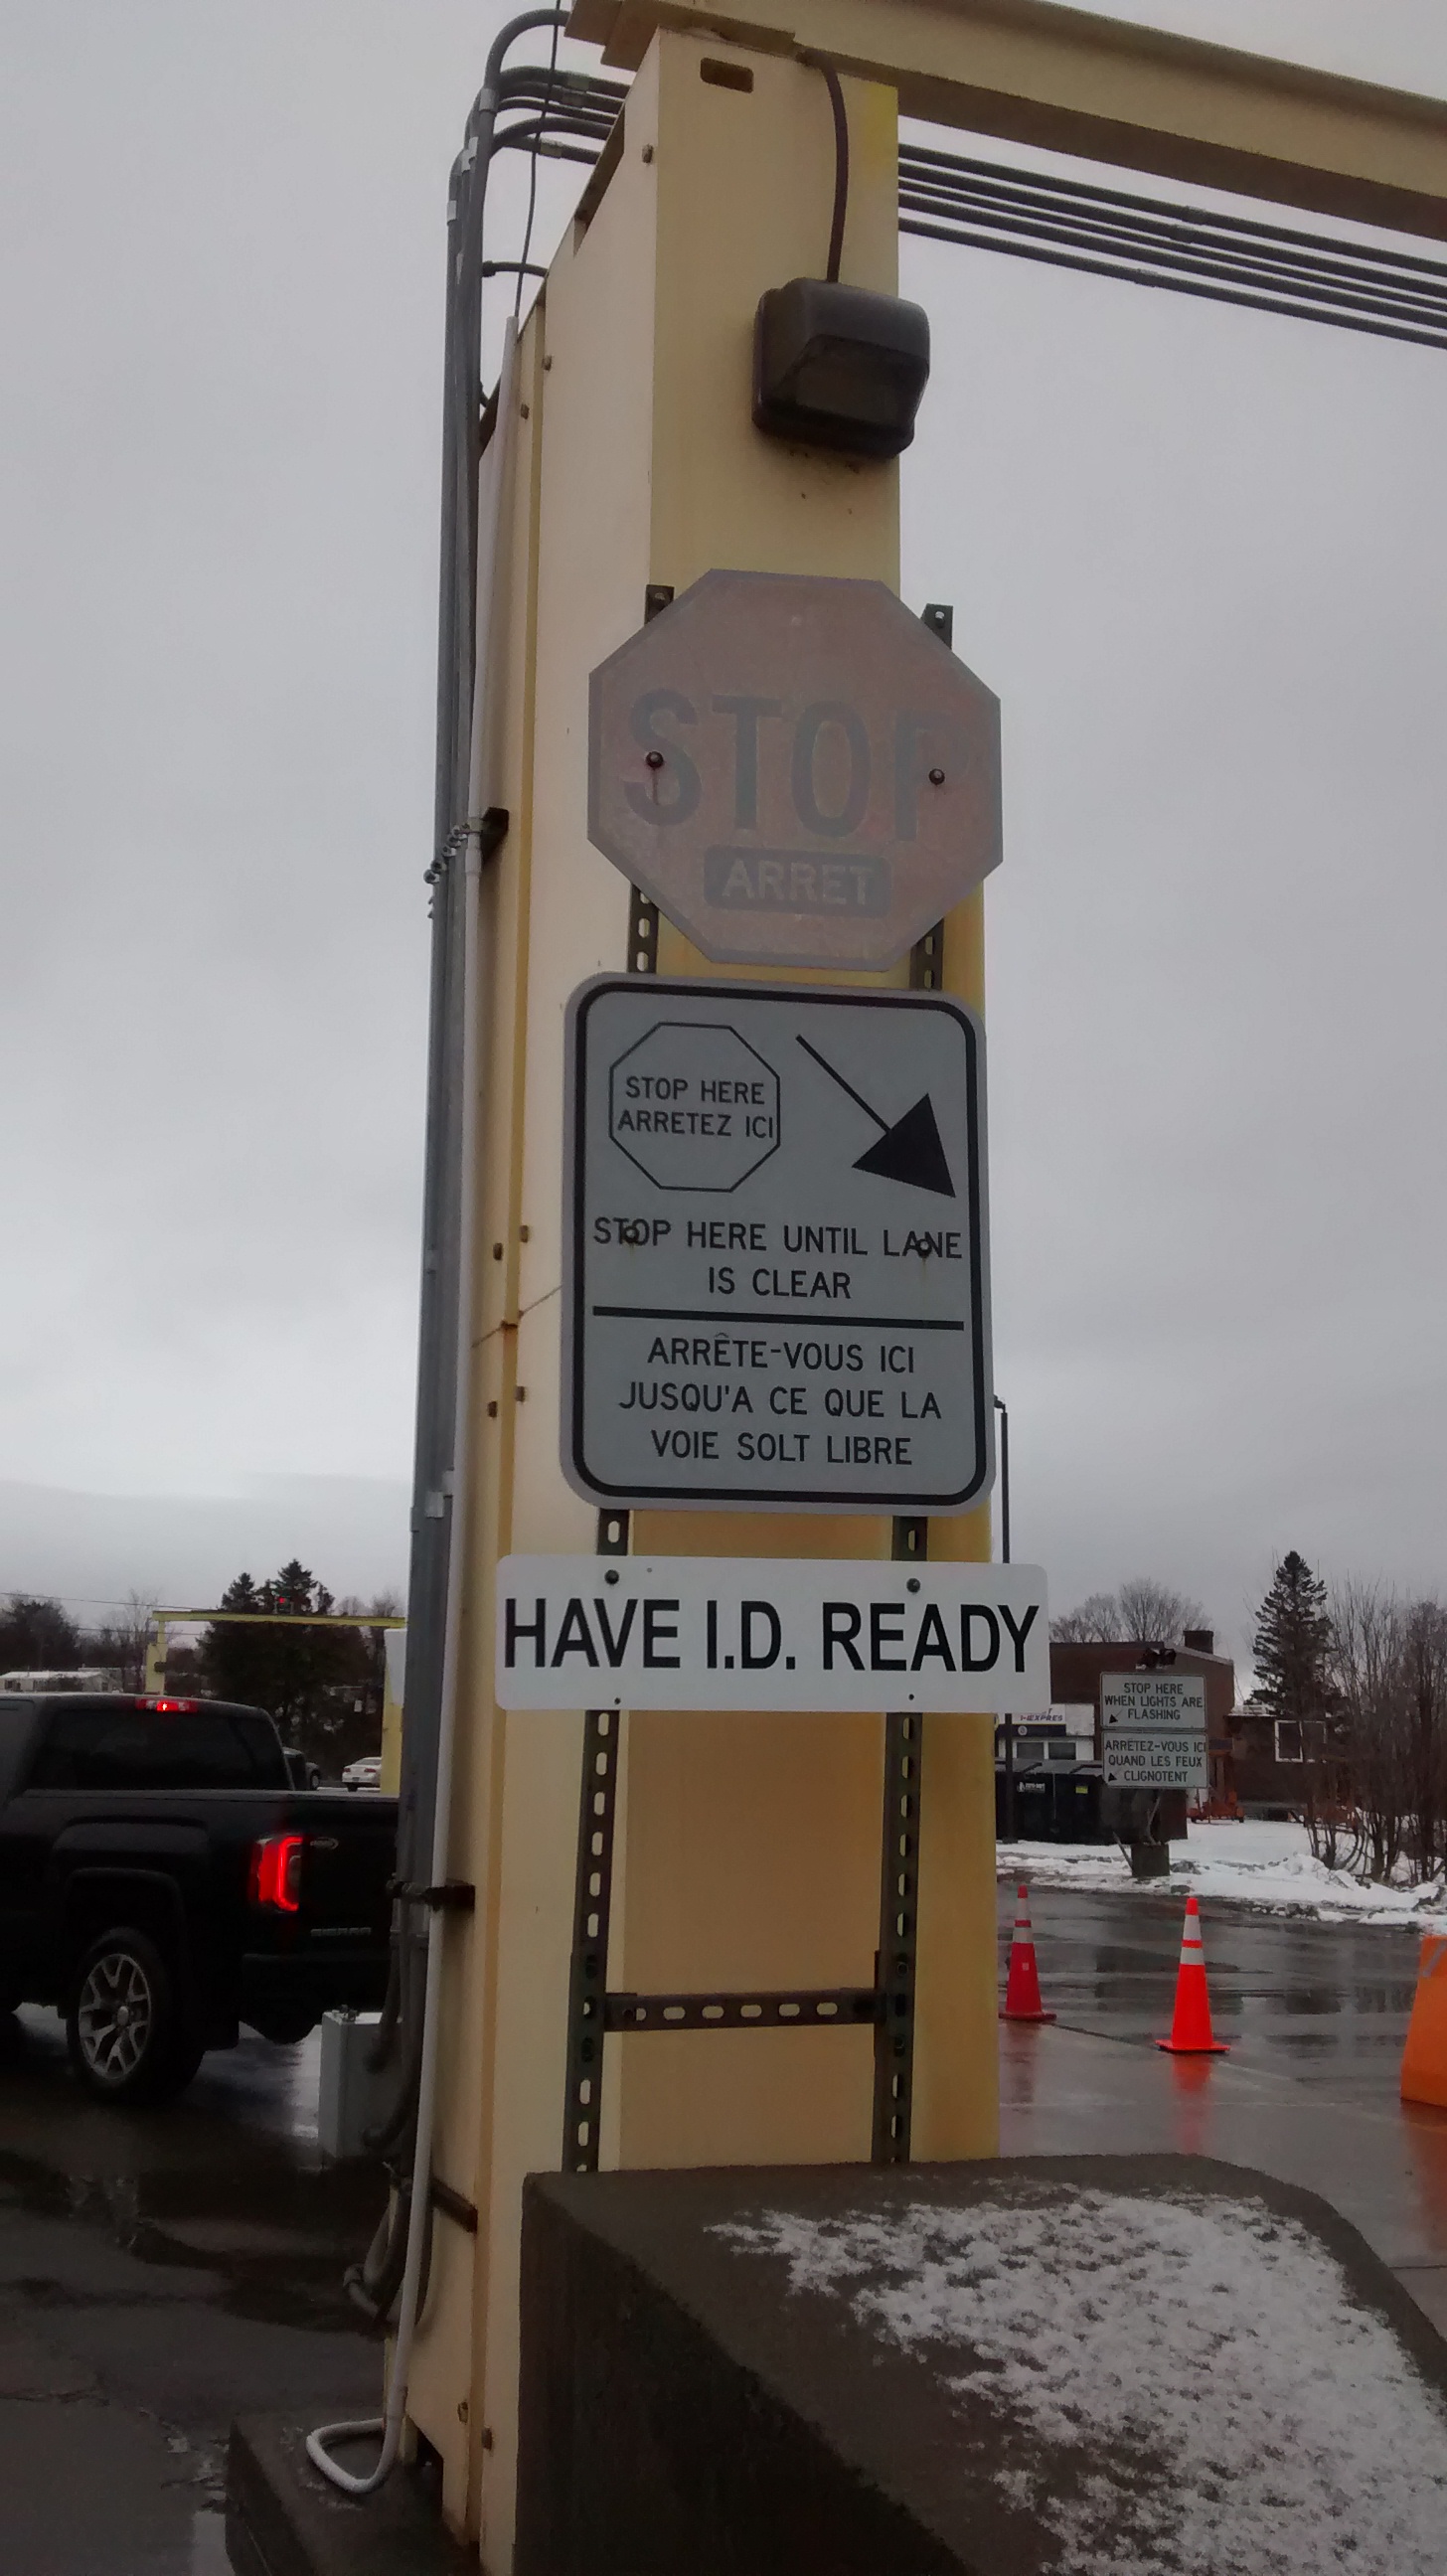 STOP
ARRET
STOP HERE
ARRETEZ ICI
STOP HERE UNTIL LANE
IS CLEAR
ARRÊTE-VOUS ICI
JUSQU'A CE QUE LA
VOIE SOLT LIBRE
HAVE I.D. READY
STOP HERE
WHEN LIGHTS ARE
FLASHING
ARRÊTEZ-VOUS ICI
QUAND LES FEUX
CLIGNOTENT